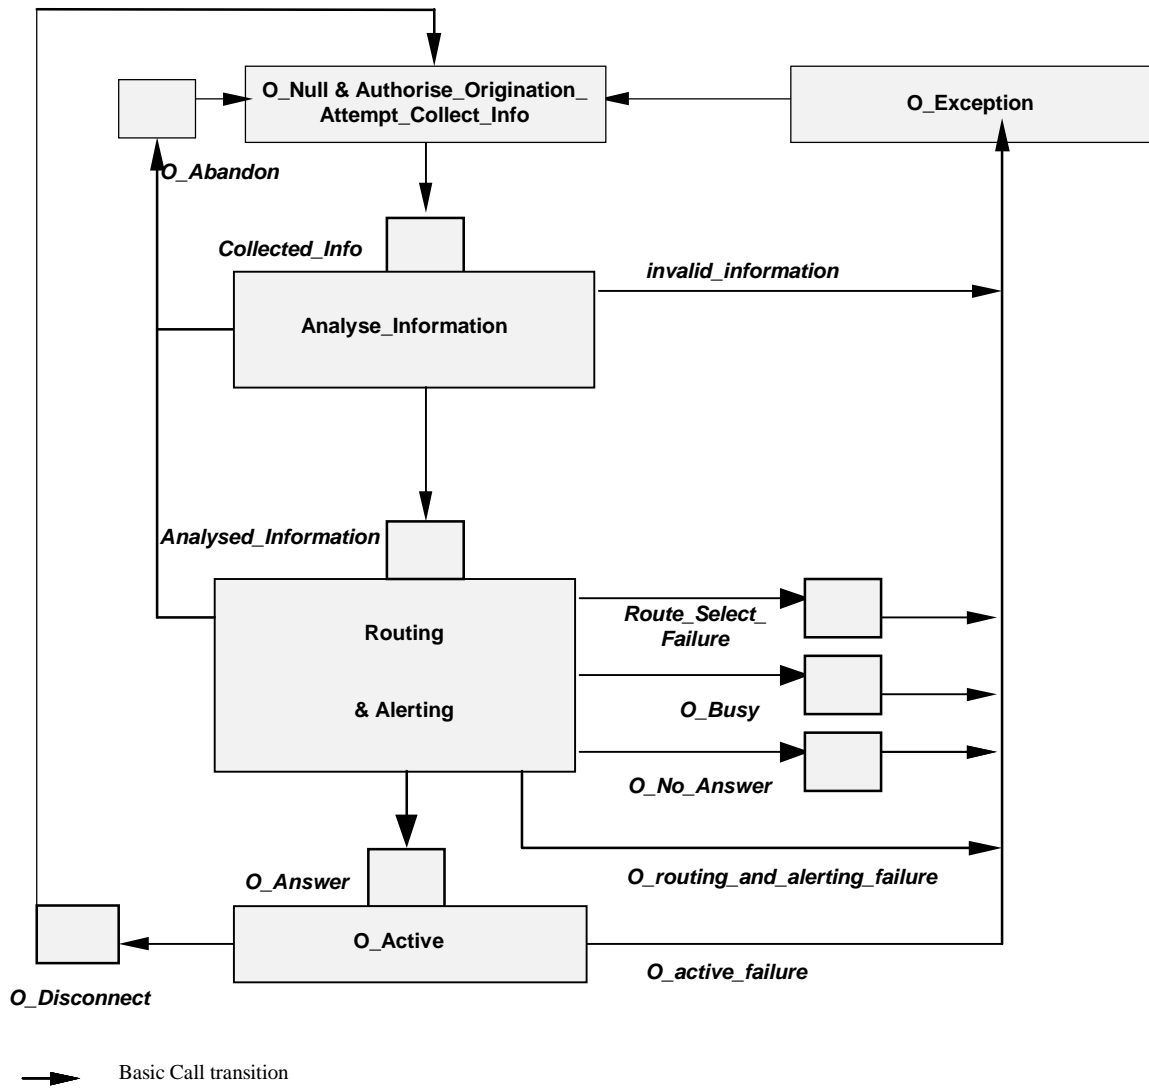 O_Null & Authorise_Origination_
Attempt_Collect_Info
O_Exception
O_Abandon
Collected_Info
invalid_information
Analyse_Information
Analysed_Information
Routing
& Alerting
Route_Select_
Failure
O_Busy
O_No_Answer
O_routing_and_alerting_failure
O_Answer
O_Active
O_active_failure
O_Disconnect
Basic Call transition